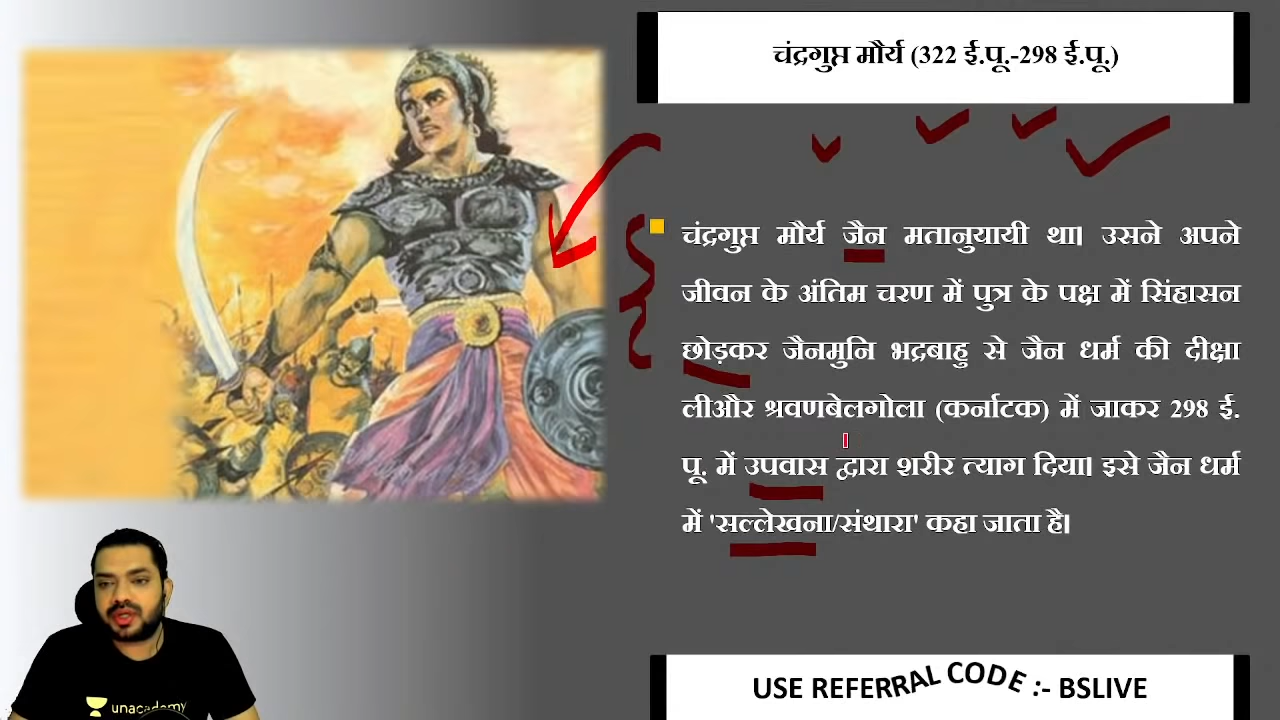 चंद्रगुप्त मौर्य (322 ई.पू.-298 ई.पू.)
चंद्रगुप्त मौर्य जैन मतानुयायी था। उसने अपने
जीवन के अंतिम चरण में पुत्र के पक्ष में सिंहासन
छोड़कर जैनमुनि भद्रबाहु से जैन धर्म की दीक्षा
लीऔर श्रवणबेलगोला (कर्नाटक) में जाकर 298 ई.
पू. में उपवास द्वारा शरीर त्याग दिया। इसे जैन धर्म
में 'सल्लेखना/संथारा' कहा जाता है।
unacademy
USE REFERRAL CODE :- BSLIVE